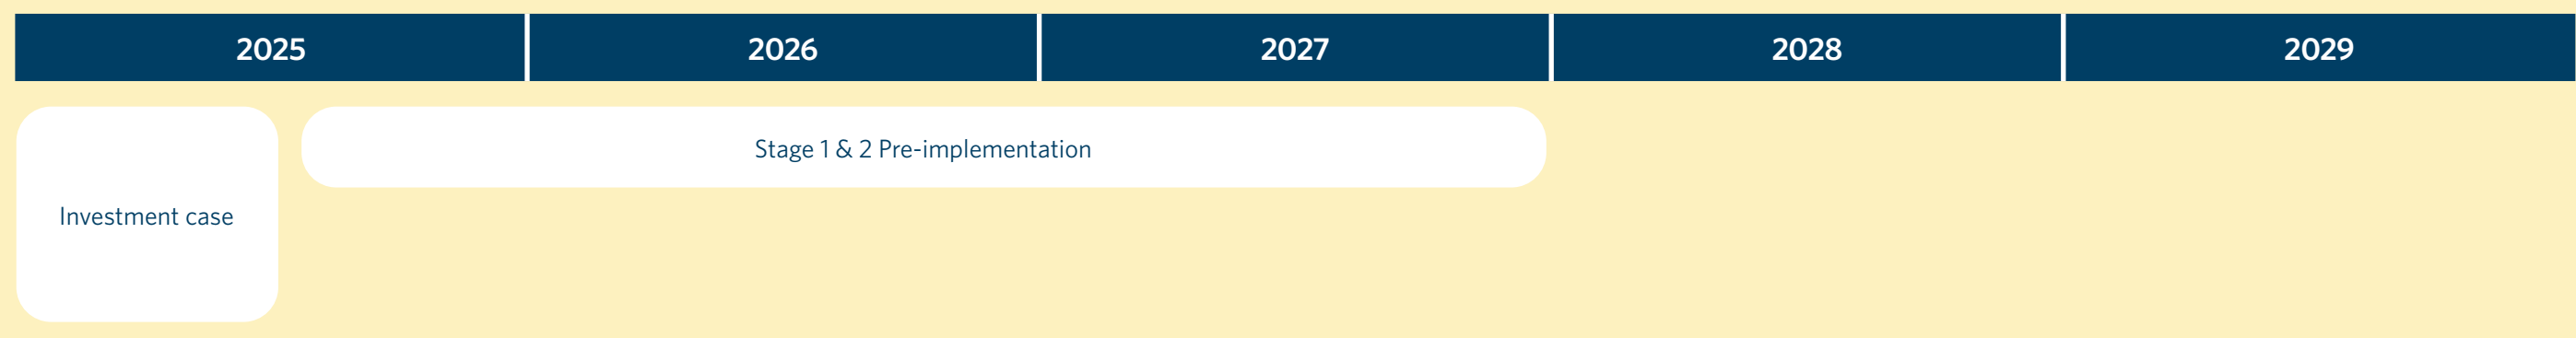 2025 2026 2027 2028 2029
Stage 1 & 2 Pre-implementation
Investment case